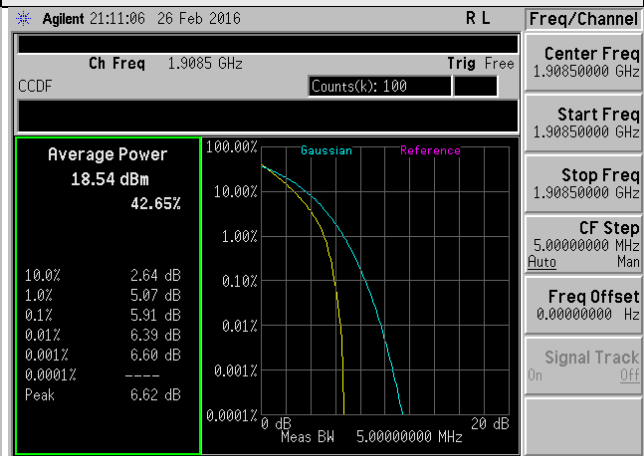 Agilent 21:11:06 26 Feb 2016 R L Freq/Channel
Ch Freq 1.9085 GHz Trig Free
CCDF Counts(k): 100
Average Power
18.54 dBm
42.65%
10.0% 2.64 dB
1.0% 5.07 dB
0.1% 5.91 dB
0.01% 6.39 dB
0.001% 6.60 dB
0.0001% ----
Peak 6.62 dB
Gaussian Reference
100.00%
10.00%
1.00%
0.10%
0.01%
0.001%
0.0001%
0 dB 20 dB
Meas BW 5.00000000 MHz
Center Freq
1.90850000 GHz
Start Freq
1.90850000 GHz
Stop Freq
1.90850000 GHz
CF Step
5.00000000 MHz
Auto Man
Freq Offset
0.00000000 Hz
Signal Track
On Off